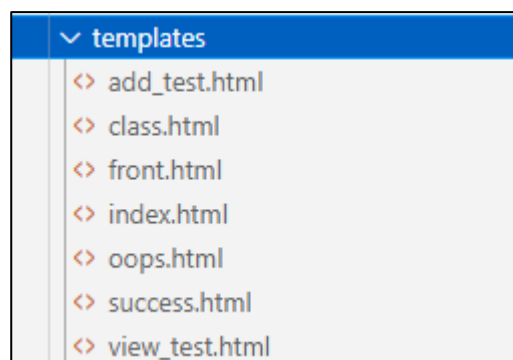 templates
add_test.html
class.html
front.html
index.html
oops.html
success.html
view_test.html